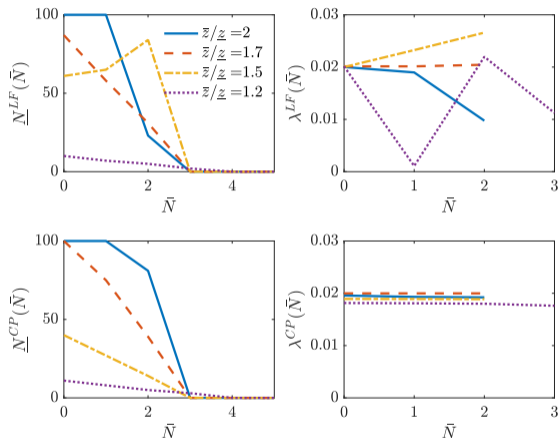 100
50
0
0
2
4
N̲^{LF}(N̄)
N̄
z̄/z̲ = 2
z̄/z̲ = 1.7
z̄/z̲ = 1.5
z̄/z̲ = 1.2
0.03
0.02
0.01
0
0
1
2
3
λ^{LF}(N̄)
N̄
100
50
0
0
2
4
N̲^{CP}(N̄)
N̄
0.03
0.02
0.01
0
0
1
2
3
λ^{CP}(N̄)
N̄